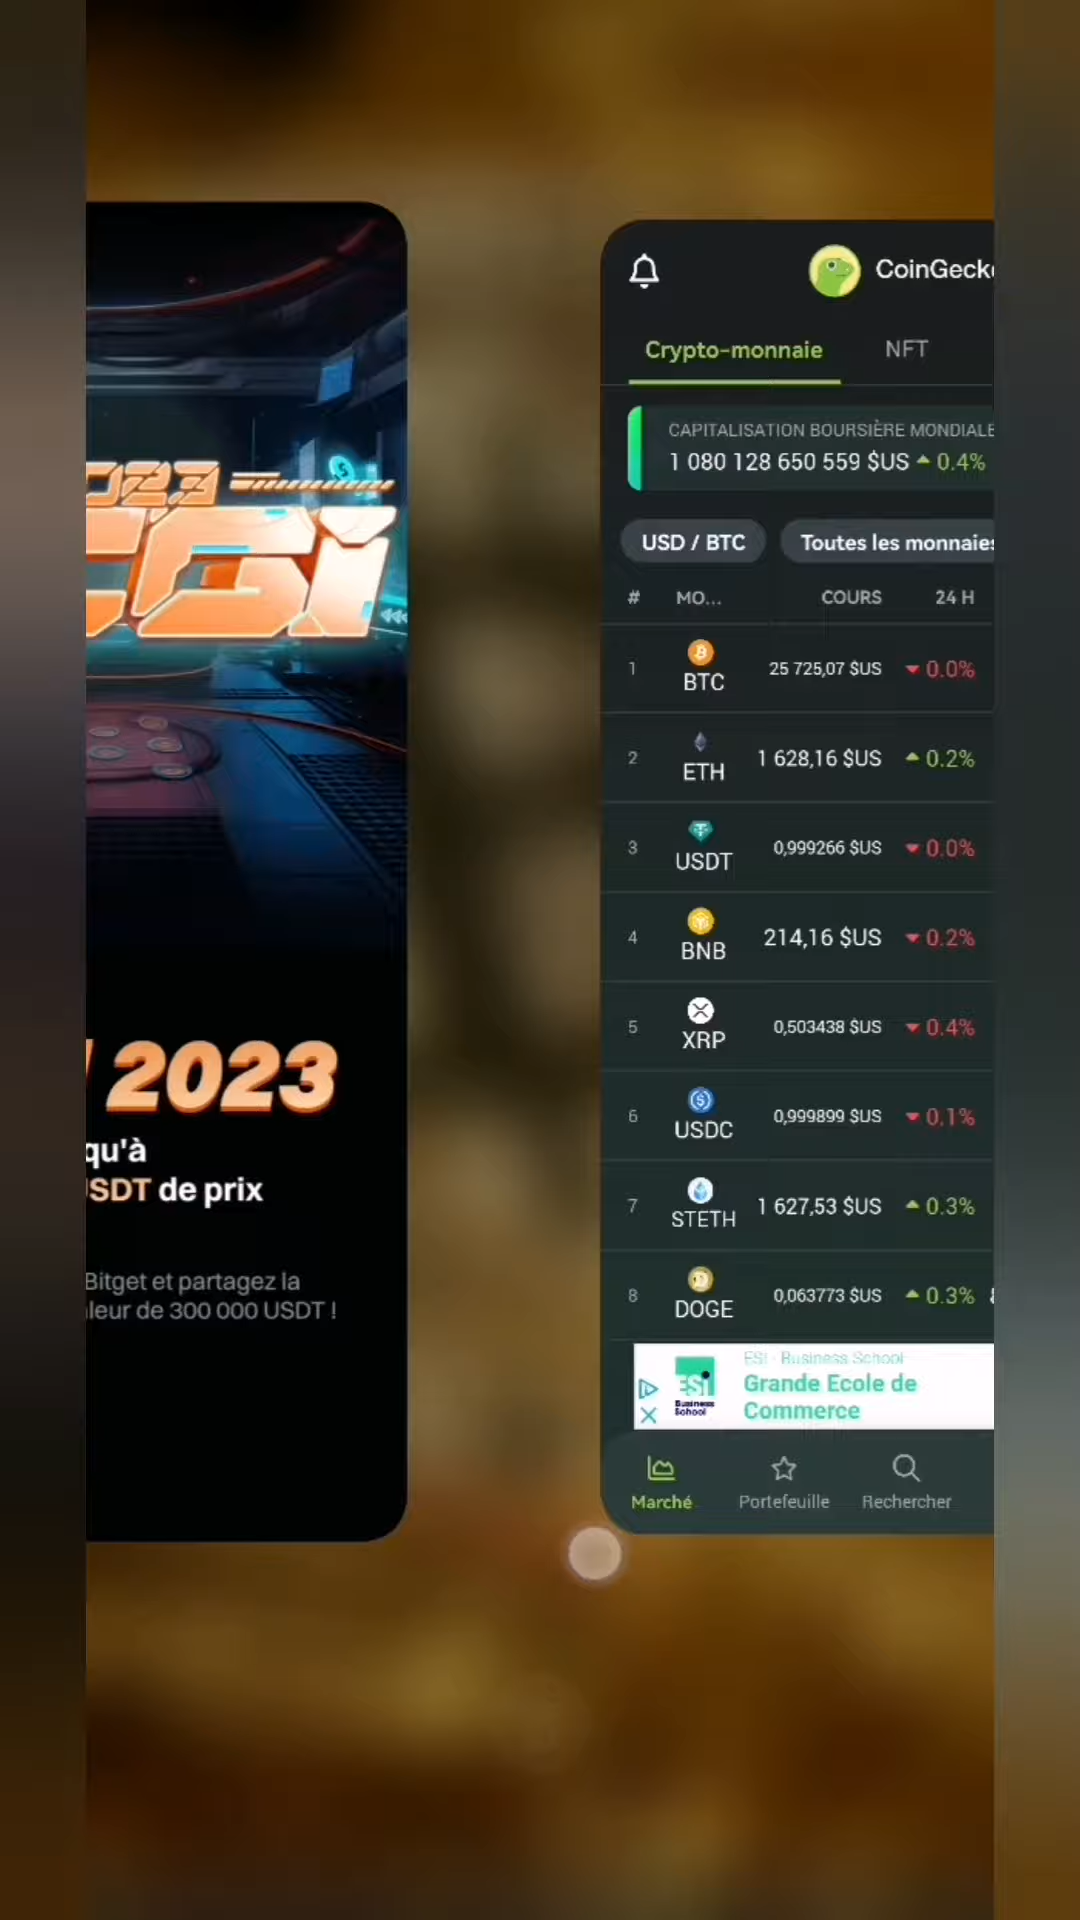 2023
qu'à
USDT de prix
Bitget et partagez la
leur de 300 000 USDT !
CoinGeck
Crypto-monnaie
NFT
CAPITALISATION BOURSIÈRE MONDIALE
1 080 128 650 559 $US 0.4%
USD / BTC
Toutes les monnaies
# MO... COURS 24 H
1 BTC 25 725,07 $US 0.0%
2 ETH 1 628,16 $US 0.2%
3 USDT 0,999266 $US 0.0%
4 BNB 214,16 $US 0.2%
5 XRP 0,503438 $US 0.4%
6 USDC 0,999899 $US 0.1%
7 STETH 1 627,53 $US 0.3%
8 DOGE 0,063773 $US 0.3%
ESI
Business
School
ESI - Business School
Grande Ecole de
Commerce
Marché
Portefeuille
Rechercher